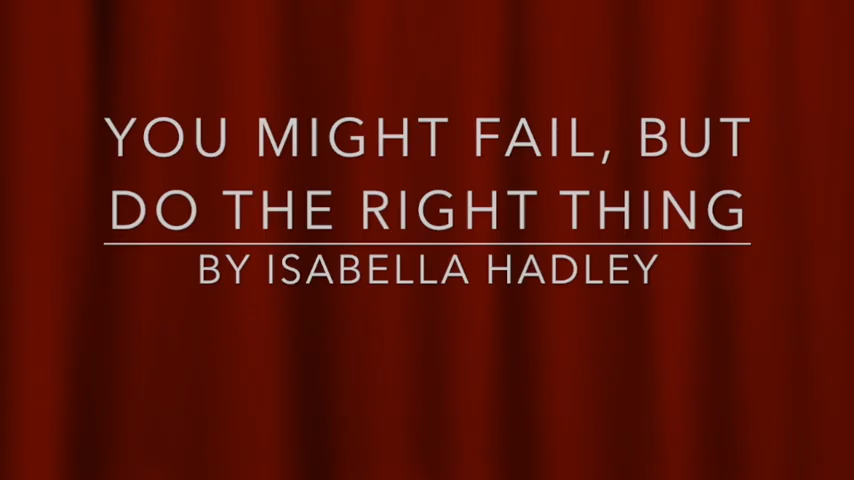 YOU MIGHT FAIL, BUT
DO THE RIGHT THING
BY ISABELLA HADLEY